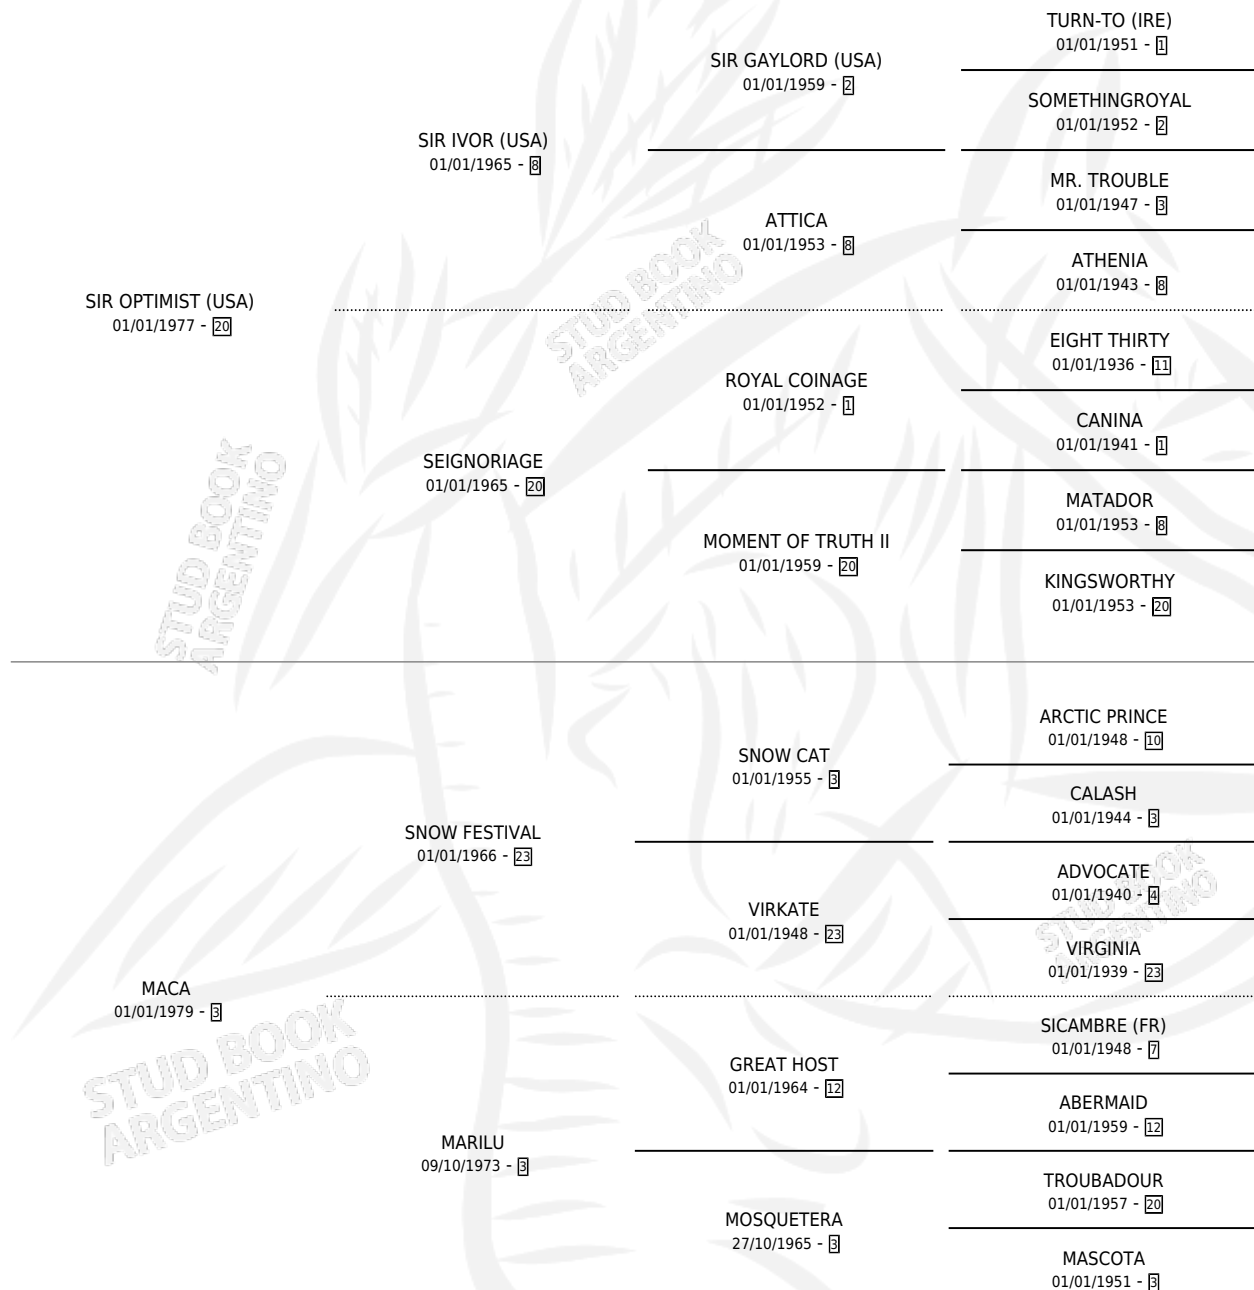 TURN-TO (IRE)
01/01/1951 - 1
SIR GAYLORD (USA)
01/01/1959 - 2
SOMETHINGROYAL
01/01/1952 - 2
SIR IVOR (USA)
01/01/1965 - 8
MR. TROUBLE
01/01/1947 - 3
ATTICA
01/01/1953 - 8
ATHENIA
01/01/1943 - 8
SIR OPTIMIST (USA)
01/01/1977 - 20
EIGHT THIRTY
01/01/1936 - 11
ROYAL COINAGE
01/01/1952 - 1
CANINA
01/01/1941 - 1
SEIGNORIAGE
01/01/1965 - 20
MATADOR
01/01/1953 - 8
MOMENT OF TRUTH II
01/01/1959 - 20
KINGSWORTHY
01/01/1953 - 20
ARCTIC PRINCE
01/01/1948 - 10
SNOW CAT
01/01/1955 - 3
CALASH
01/01/1944 - 3
SNOW FESTIVAL
01/01/1966 - 23
ADVOCATE
01/01/1940 - 4
VIRKATE
01/01/1948 - 23
VIRGINIA
01/01/1939 - 23
MACA
01/01/1979 - 3
SICAMBRE (FR)
01/01/1948 - 7
GREAT HOST
01/01/1964 - 12
ABERMAID
01/01/1959 - 12
MARILU
09/10/1973 - 3
TROUBADOUR
01/01/1957 - 20
MOSQUETERA
27/10/1965 - 3
MASCOTA
01/01/1951 - 3
STUD BOOK
ARGENTINO
STUD BOOK
ARGENTINO
STUD BOOK
ARGENTINO
STUD BOOK
ARGENTINO